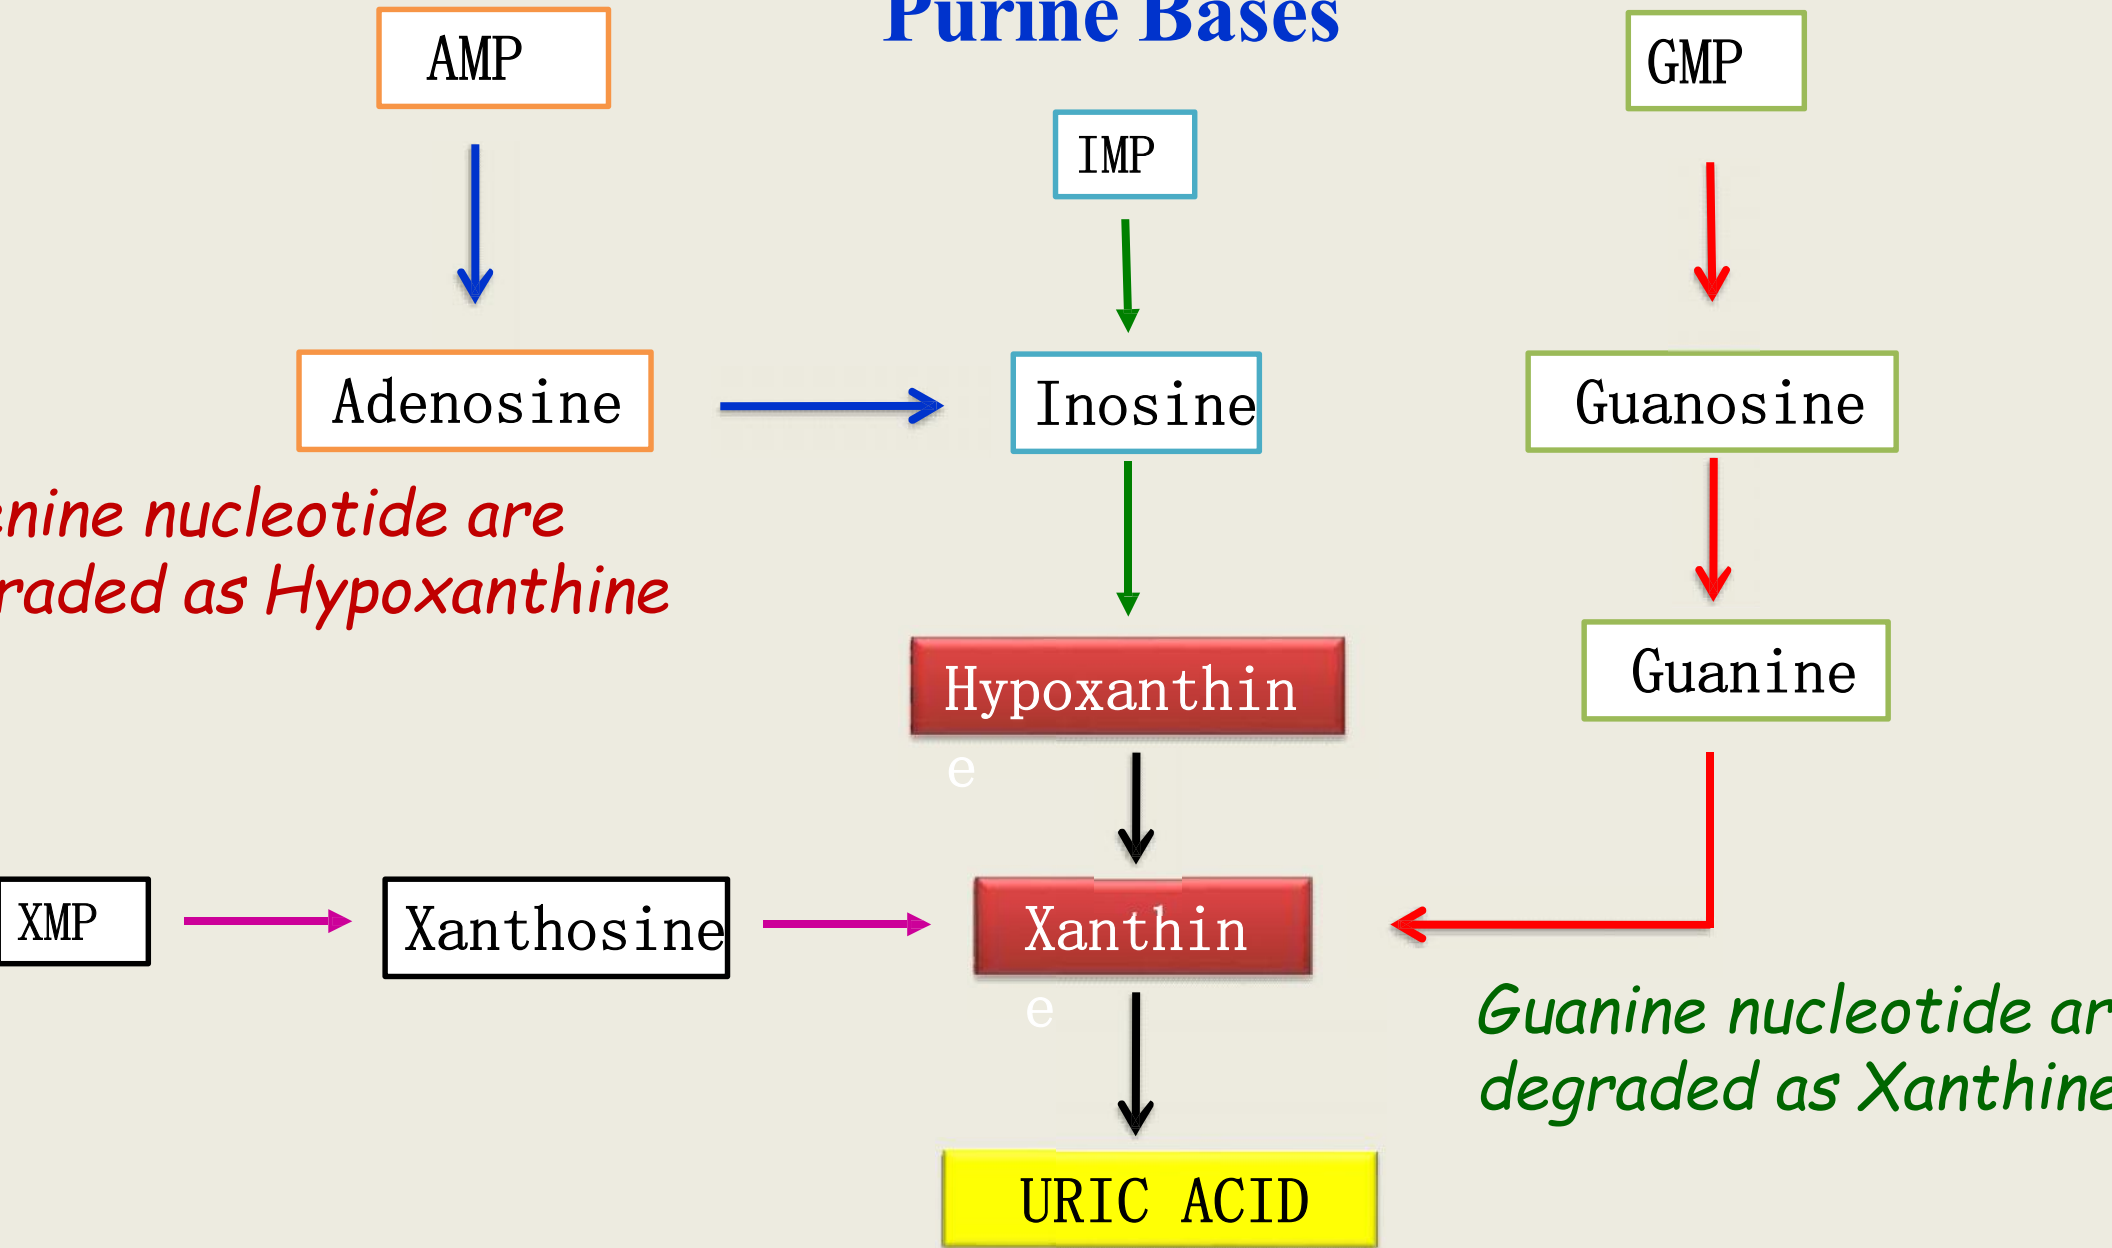 Purine Bases
AMP
GMP
IMP
Adenosine
Inosine
Guanosine
enine nucleotide are
raded as Hypoxanthine
Hypoxanthin
e
Guanine
XMP
Xanthosine
Xanthin
e
Guanine nucleotide ar
degraded as Xanthine
URIC ACID